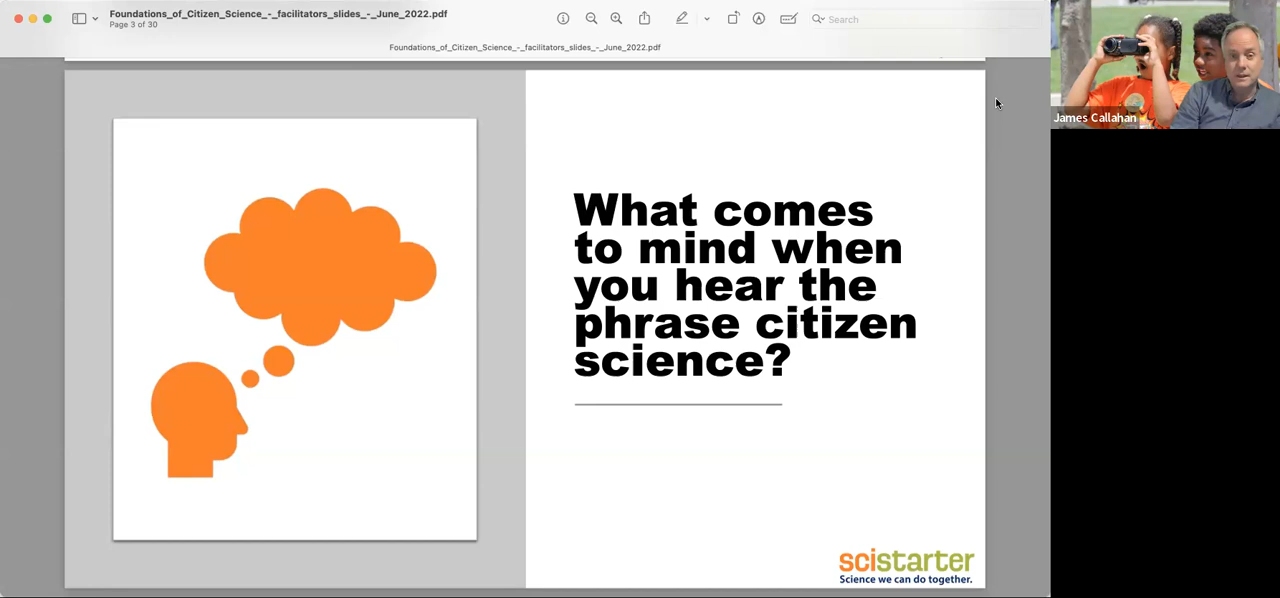 Foundations_of_Citizen_Science_-_facilitators_slides_-_June_2022.pdf
Page 3 of 30
Search
Foundations_of_Citizen_Science_-_facilitators_slides_-_June_2022.pdf
James Callahan
What comes
to mind when
you hear the
phrase citizen
science?
scistarter
Science we can do together.